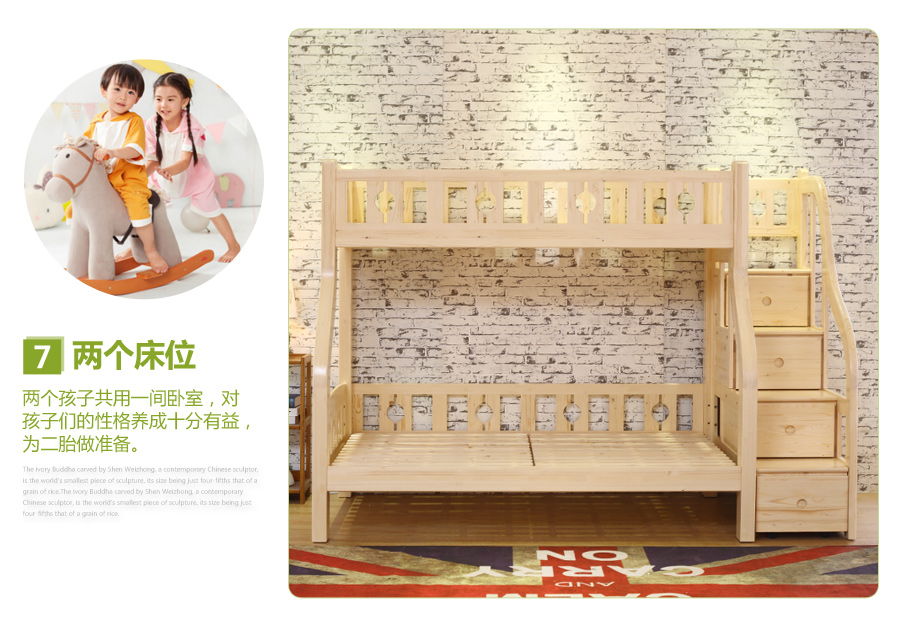 7 两个床位
两个孩子共用一间卧室，对
孩子们的性格养成十分有益，
为二胎做准备。
The ivory Buddha carved by Shen Weizhong, a contemporary Chinese sculptor,
is the world's smallest piece of sculpture, its size being just four-fifths that of a
grain of rice.The ivory Buddha carved by Shen Weizhong, a contemporary
Chinese sculptor, is the world's smallest piece of sculpture, its size being just
four-fifths that of a grain of rice.
ON
CARRY
AND
CALM